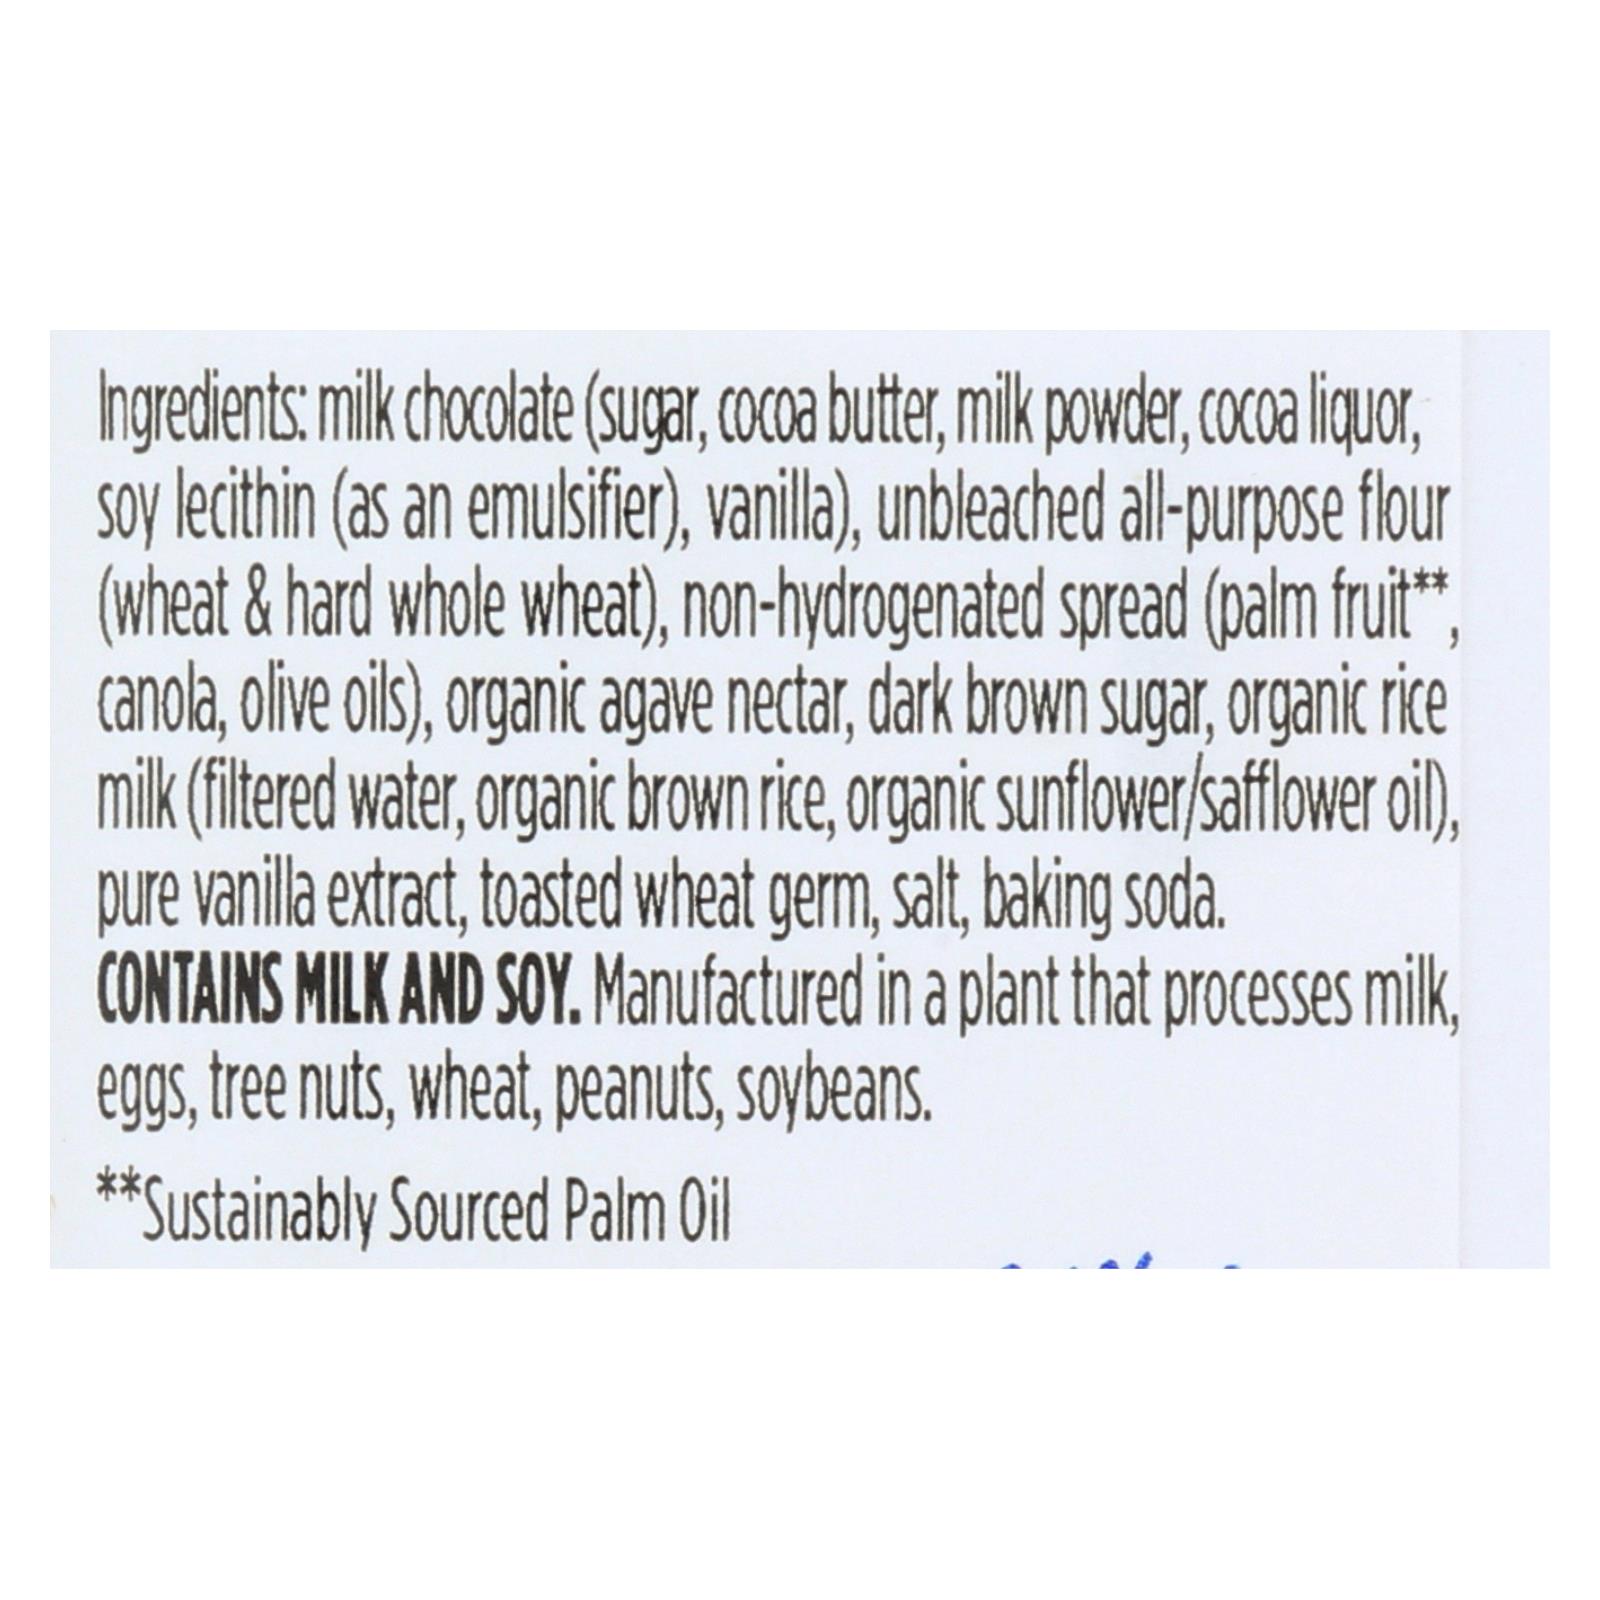 Ingredients: milk chocolate (sugar, cocoa butter, milk powder, cocoa liquor,
soy lecithin (as an emulsifier), vanilla), unbleached all-purpose flour
(wheat & hard whole wheat), non-hydrogenated spread (palm fruit**,
canola, olive oils), organic agave nectar, dark brown sugar, organic rice
milk (filtered water, organic brown rice, organic sunflower/safflower oil),
pure vanilla extract, toasted wheat germ, salt, baking soda.
CONTAINS MILK AND SOY. Manufactured in a plant that processes milk,
eggs, tree nuts, wheat, peanuts, soybeans.
**Sustainably Sourced Palm Oil